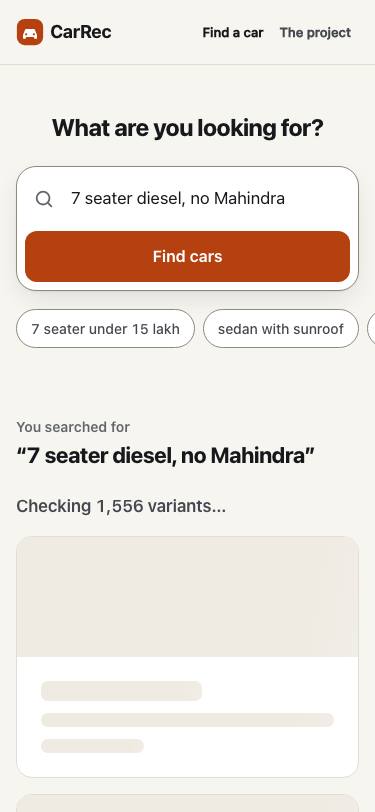 CarRec
Find a car
The project
What are you looking for?
7 seater diesel, no Mahindra
Find cars
7 seater under 15 lakh
sedan with sunroof
You searched for
“7 seater diesel, no Mahindra”
Checking 1,556 variants...